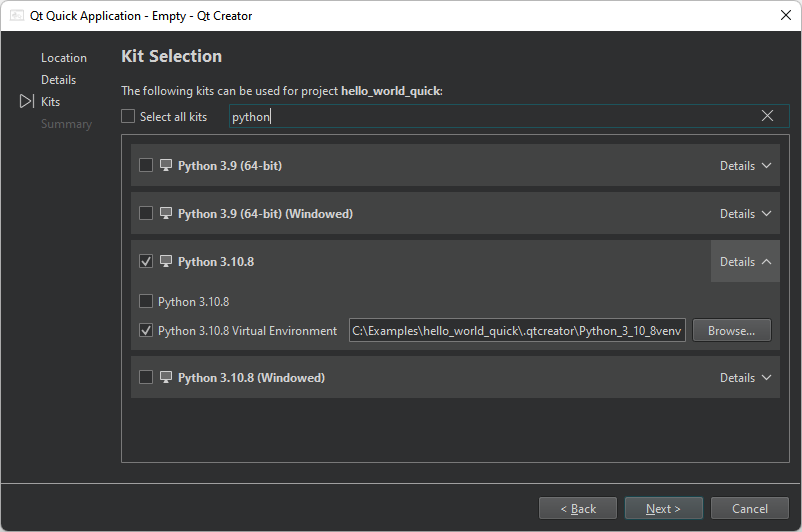 Qt Quick Application - Empty - Qt Creator
Location
Details
Kits
Summary
Kit Selection
The following kits can be used for project hello_world_quick:
Select all kits python
Python 3.9 (64-bit) Details
Python 3.9 (64-bit) (Windowed) Details
Python 3.10.8 Details
Python 3.10.8
Python 3.10.8 Virtual Environment C:\Examples\hello_world_quick\.qtcreator\Python_3_10_8venv Browse...
Python 3.10.8 (Windowed) Details
< Back Next > Cancel